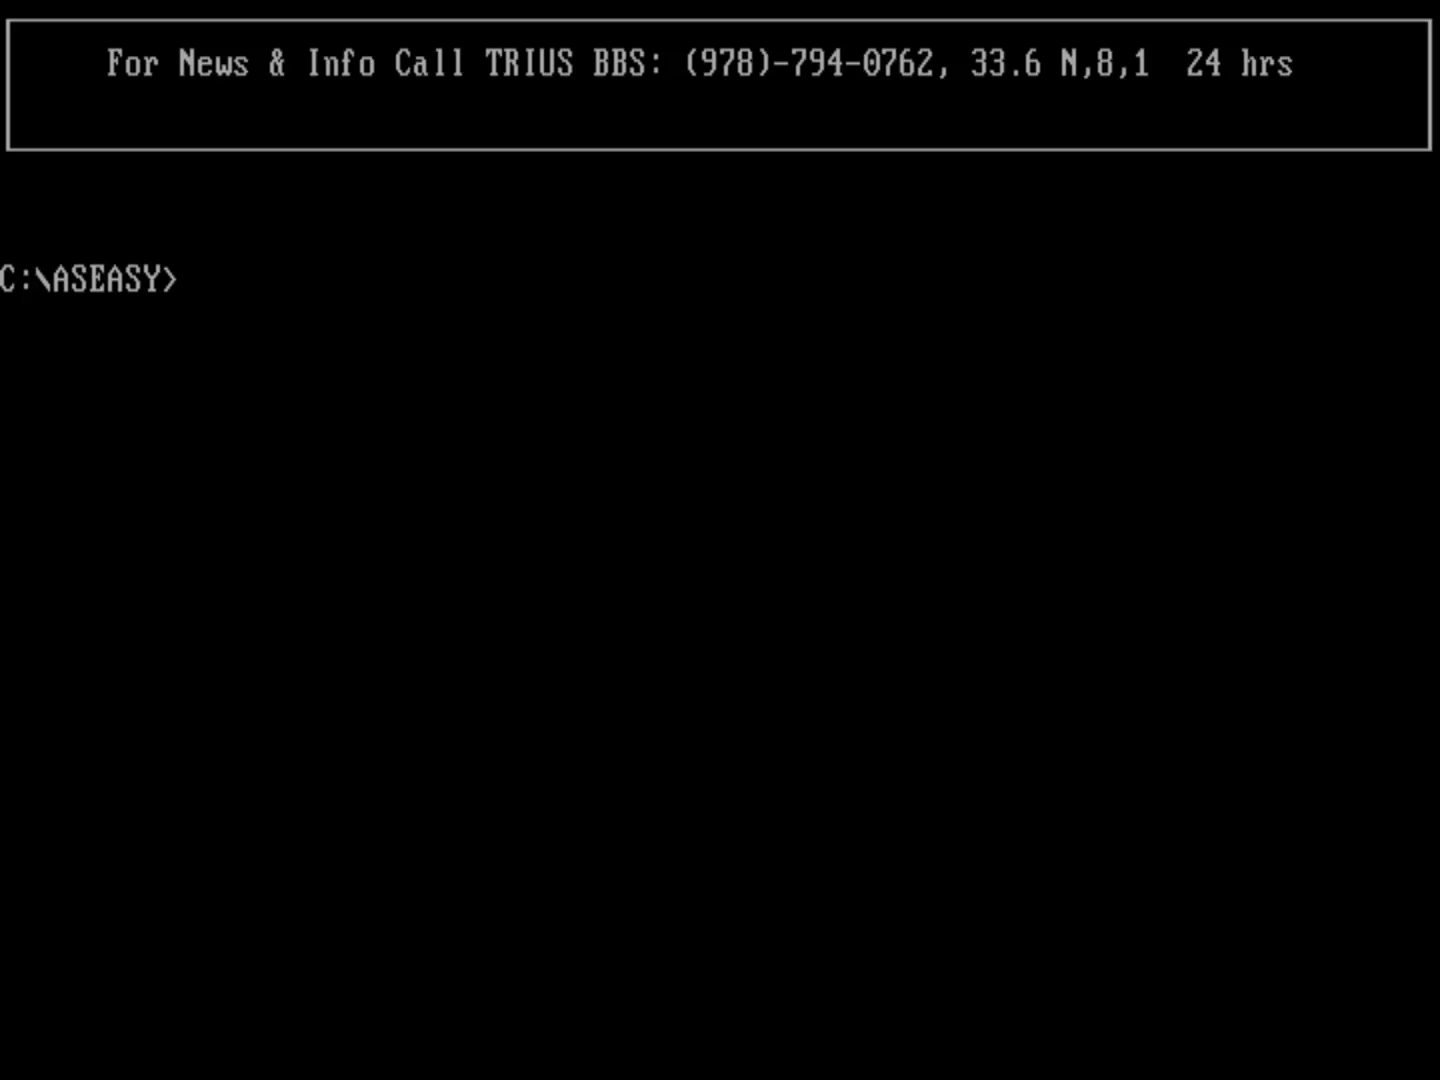 For News & Info Call TRIUS BBS: (978)-794-0762, 33.6 N,8,1  24 hrs
C:\ASEASY>